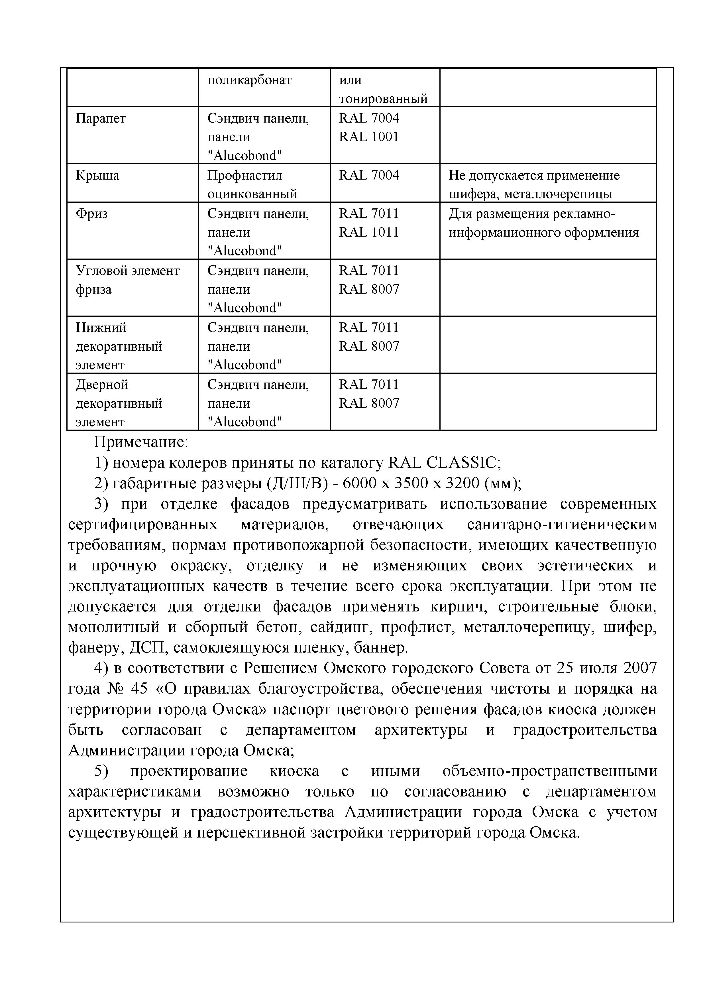 поликарбонат
или
тонированный
Парапет
Сэндвич панели,
панели
"Alucobond"
RAL 7004
RAL 1001
Крыша
Профнастил
оцинкованный
RAL 7004
Не допускается применение
шифера, металлочерепицы
Фриз
Сэндвич панели,
панели
"Alucobond"
RAL 7011
RAL 1011
Для размещения рекламно-
информационного оформления
Угловой элемент
фриза
Сэндвич панели,
панели
"Alucobond"
RAL 7011
RAL 8007
Нижний
декоративный
элемент
Сэндвич панели,
панели
"Alucobond"
RAL 7011
RAL 8007
Дверной
декоративный
элемент
Сэндвич панели,
панели
"Alucobond"
RAL 7011
RAL 8007
Примечание:
1) номера колеров приняты по каталогу RAL CLASSIC;
2) габаритные размеры (Д/Ш/В) - 6000 х 3500 х 3200 (мм);
3) при отделке фасадов предусматривать использование современных
сертифицированных материалов, отвечающих санитарно-гигиеническим
требованиям, нормам противопожарной безопасности, имеющих качественную
и прочную окраску, отделку и не изменяющих своих эстетических и
эксплуатационных качеств в течение всего срока эксплуатации. При этом не
допускается для отделки фасадов применять кирпич, строительные блоки,
монолитный и сборный бетон, сайдинг, профлист, металлочерепицу, шифер,
фанеру, ДСП, самоклеящуюся пленку, баннер.
4) в соответствии с Решением Омского городского Совета от 25 июля 2007
года № 45 «О правилах благоустройства, обеспечения чистоты и порядка на
территории города Омска» паспорт цветового решения фасадов киоска должен
быть согласован с департаментом архитектуры и градостроительства
Администрации города Омска;
5) проектирование киоска с иными объемно-пространственными
характеристиками возможно только по согласованию с департаментом
архитектуры и градостроительства Администрации города Омска с учетом
существующей и перспективной застройки территорий города Омска.